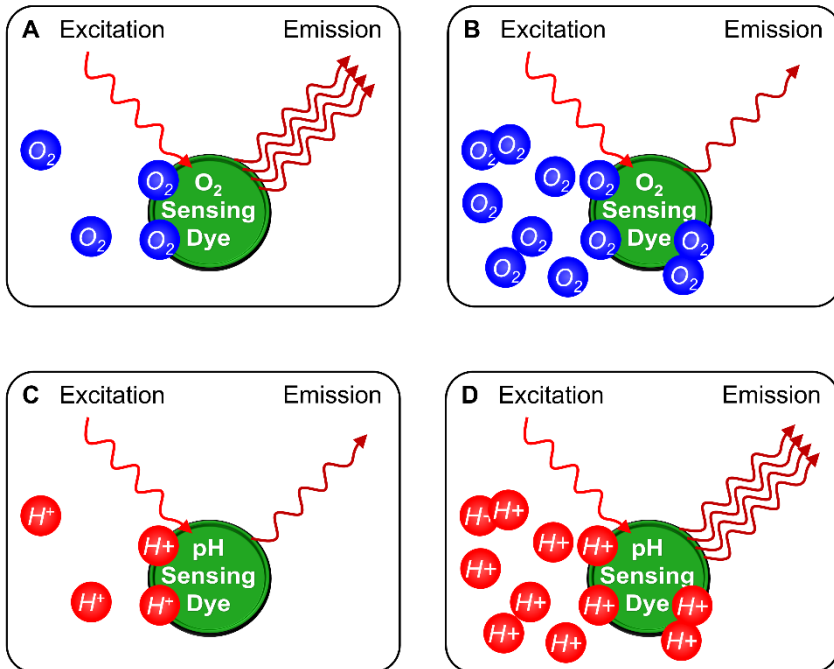 A Excitation Emission
O₂
O₂
O₂
O₂
O₂
Sensing
Dye
B Excitation Emission
O₂
O₂
O₂
O₂
O₂
O₂
O₂
O₂
O₂
O₂
O₂
O₂
Sensing
Dye
C Excitation Emission
H⁺
H+
H⁺
H⁺
pH
Sensing
Dye
D Excitation Emission
H+
H+
H+
H+
H+
H+
H+
H+
H+
H+
pH
Sensing
Dye